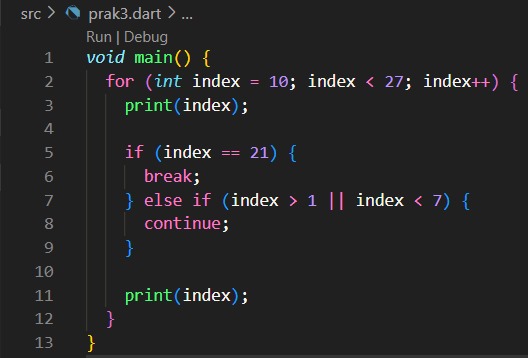 src > prak3.dart > ...
Run | Debug
1 void main() {
2   for (int index = 10; index < 27; index++) {
3     print(index);
4
5     if (index == 21) {
6       break;
7     } else if (index > 1 || index < 7) {
8       continue;
9     }
10
11     print(index);
12   }
13 }